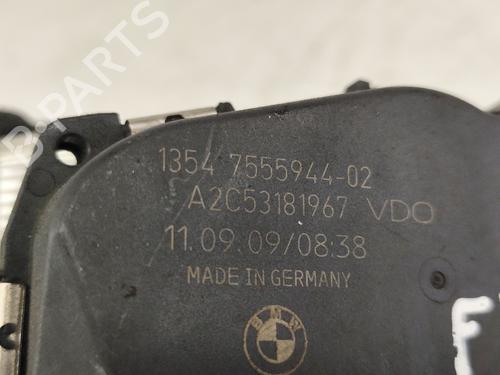 B-PARTS
1354 7555944-02
A2C53181967 VDO
11.09.09/08:38
MADE IN GERMANY
BMW
F